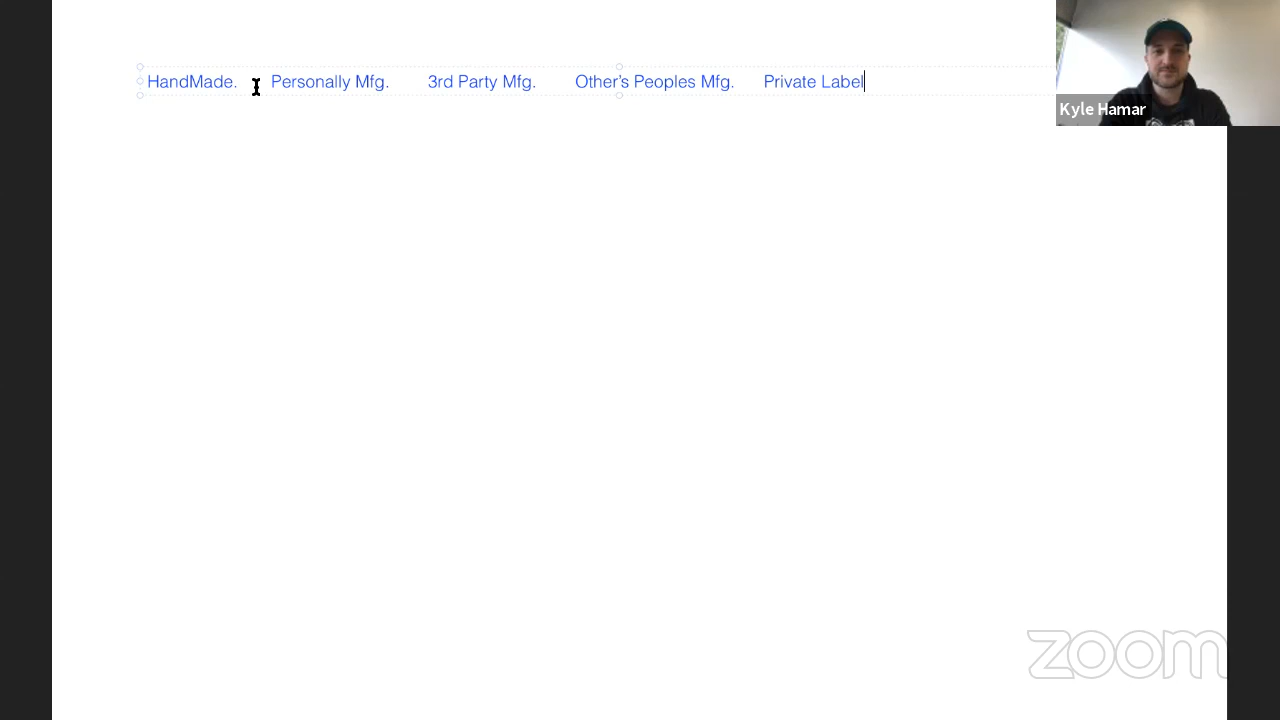 HandMade. Personally Mfg. 3rd Party Mfg. Other's Peoples Mfg. Private Label
Kyle Hamar
zoom